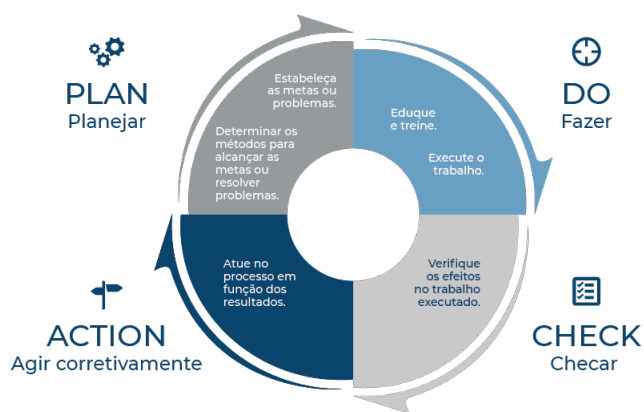 PLAN
Planejar
Estabeleça
as metas ou
problemas.
Determinar os
métodos para
alcançar as
metas ou
resolver
problemas.
DO
Fazer
Eduque
e treine.
Execute o
trabalho.
CHECK
Checar
Verifique
os efeitos
no trabalho
executado.
ACTION
Agir corretivamente
Atue no
processo em
função dos
resultados.